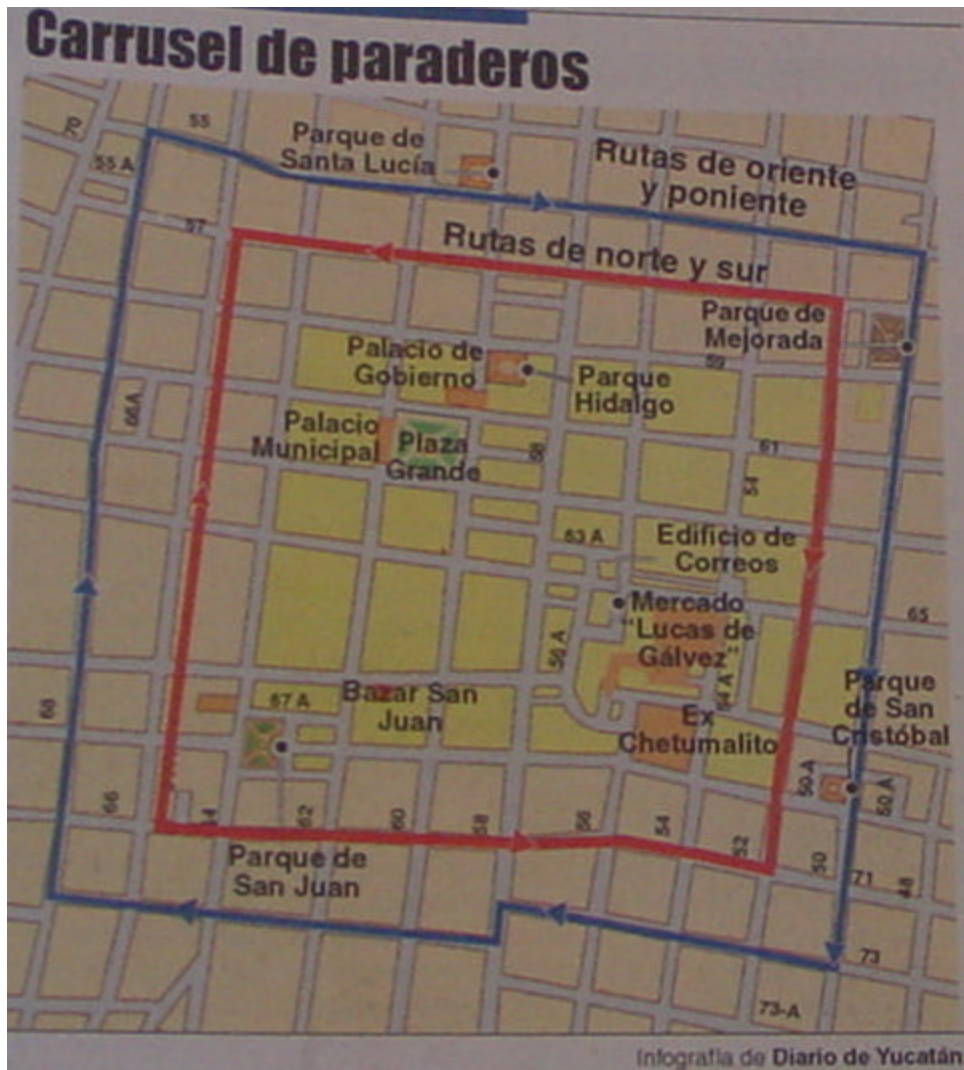 Carrusel de paraderos
70
55
55 A
Parque de
Santa Lucía
Rutas de oriente
y poniente
57
Rutas de norte y sur
Parque de
Mejorada
59
Palacio de
Gobierno
Parque
Hidalgo
66A
Palacio
Municipal
Plaza
Grande
58
61
54
63 A
Edificio de
Correos
Mercado
"Lucas de
Gálvez"
65
56 A
54 A
68
67 A
Bazar San
Juan
Ex
Chetumalito
Parque
de San
Cristóbal
50 A
50 A
66
62
60
58
56
54
52
50
71
48
Parque de
San Juan
73
73-A
Infografía de Diario de Yucatán